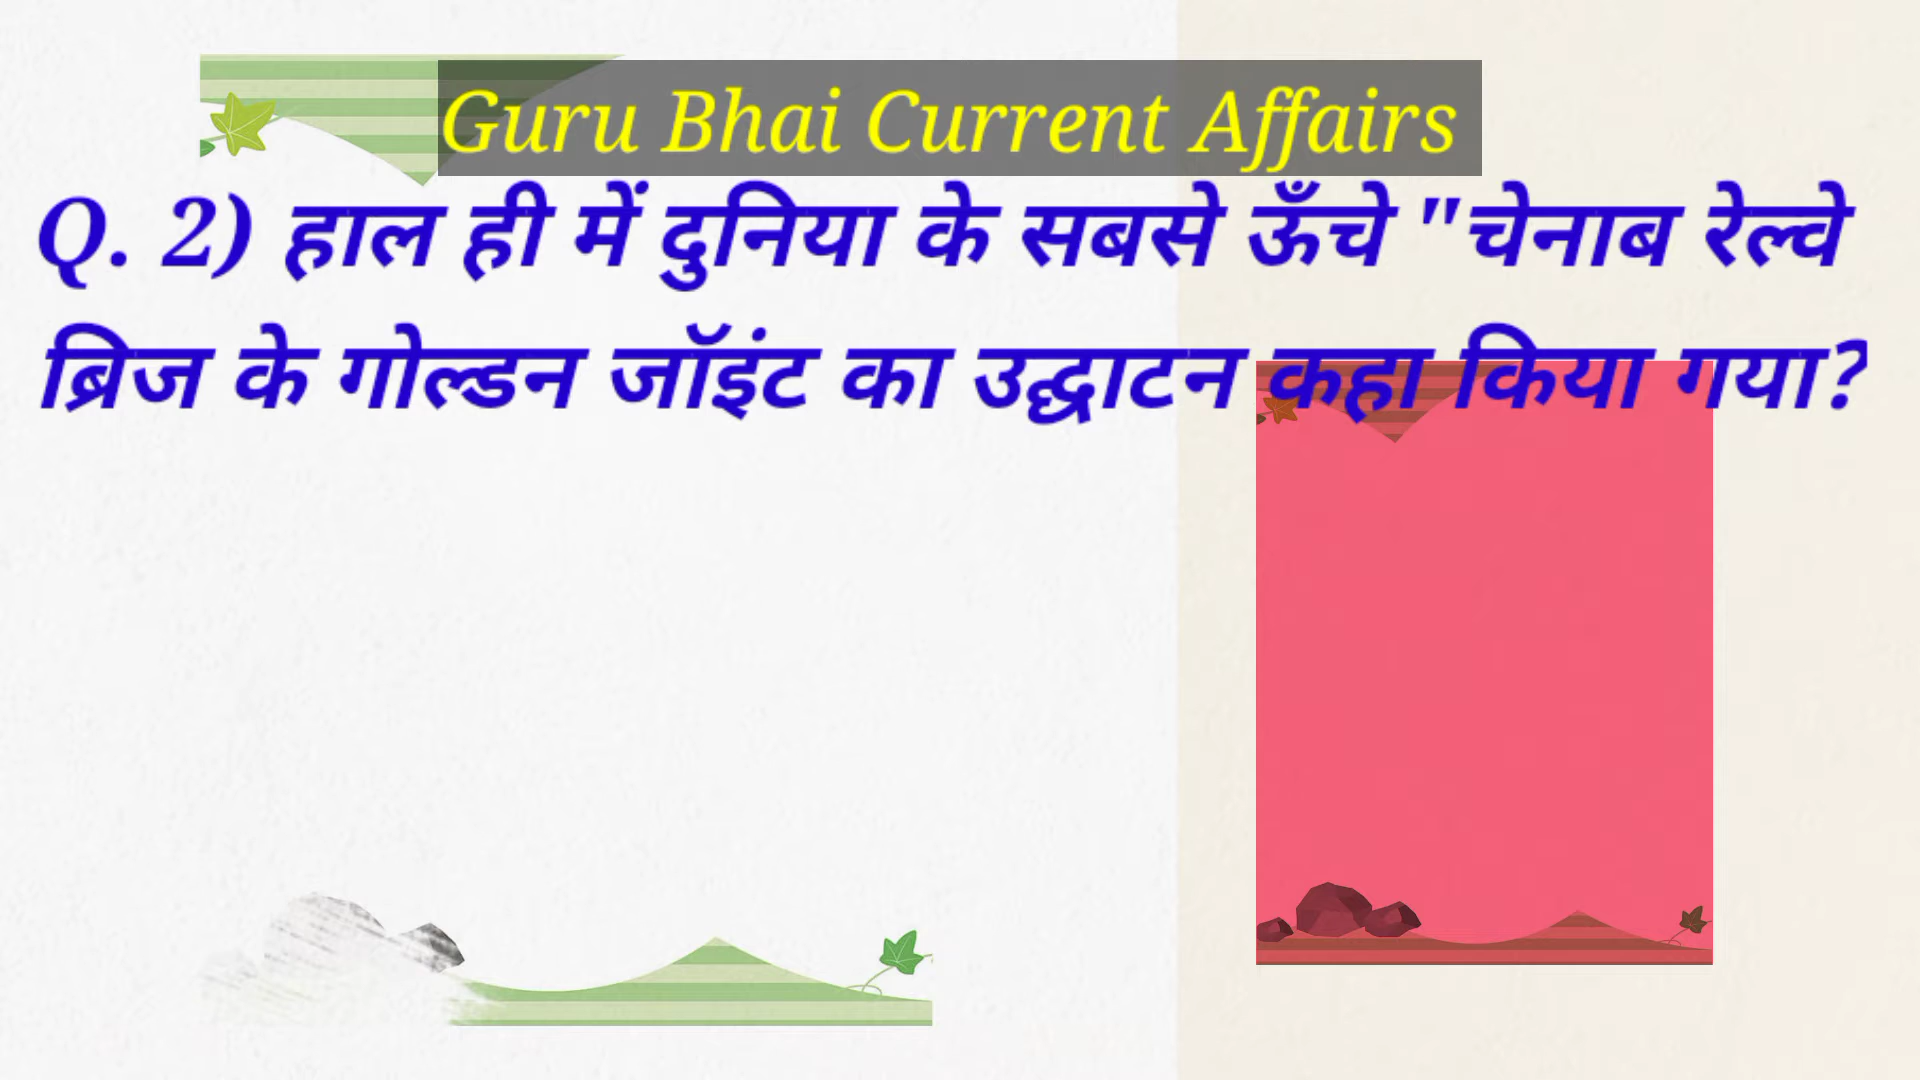 Guru Bhai Current Affairs
Q. 2) हाल ही में दुनिया के सबसे ऊँचे "चेनाब रेल्वे
ब्रिज के गोल्डन जॉइंट का उद्घाटन कहा किया गया?